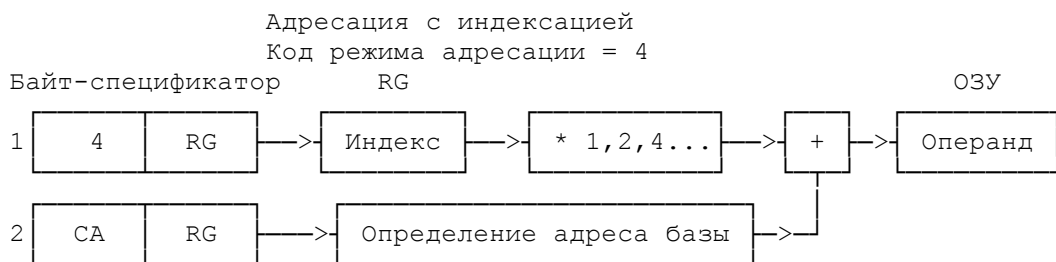 Адресация с индексацией
Код режима адресации = 4
Байт-спецификатор RG ОЗУ
1 4 RG Индекс * 1,2,4... + Операнд
2 СА RG Определение адреса базы